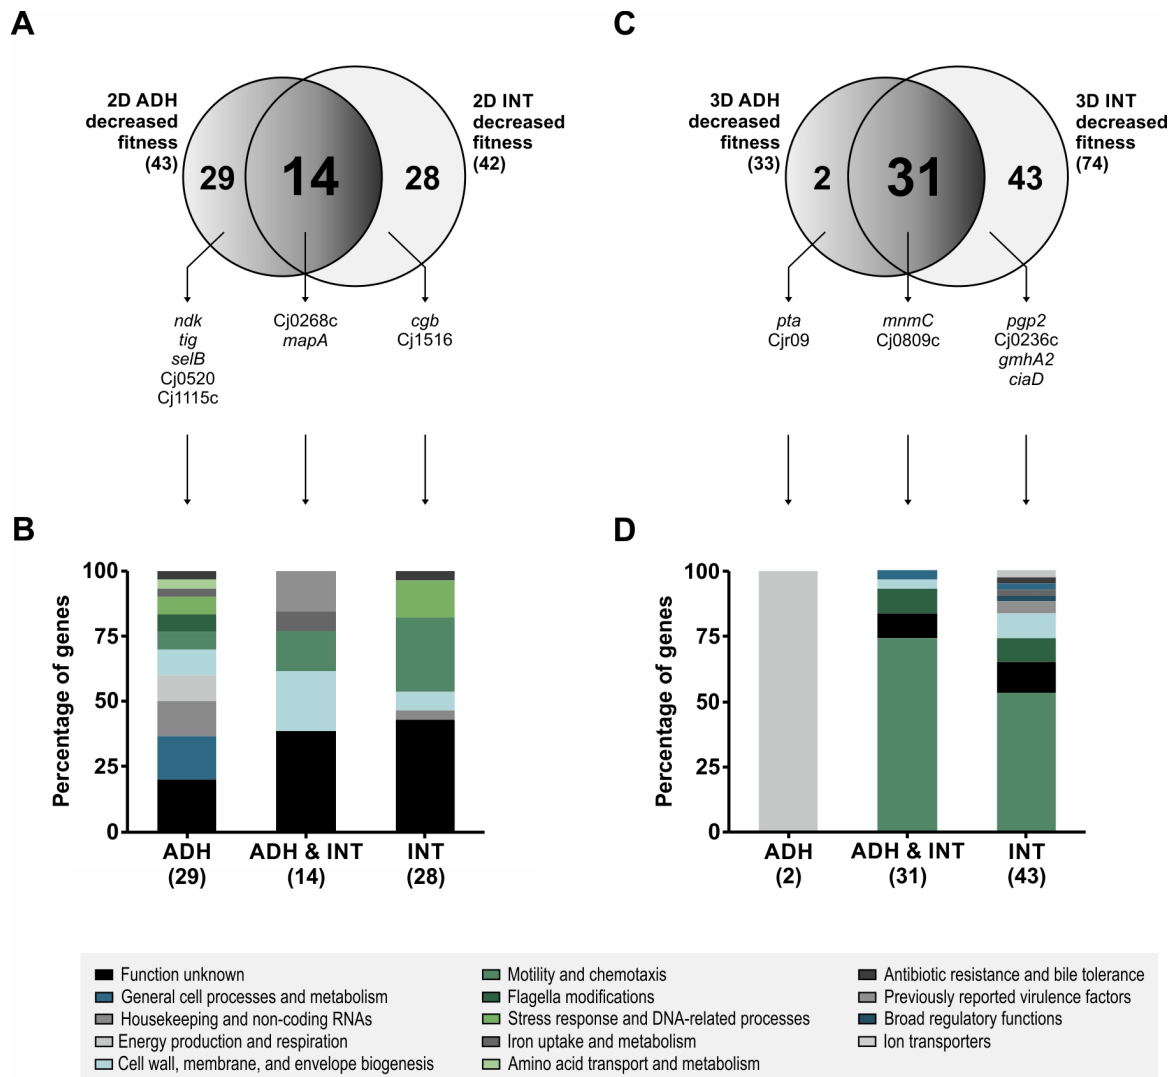 A
2D ADH
decreased
fitness
(43)
29
14
28
2D INT
decreased
fitness
(42)
ndk
tig
selB
Cj0520
Cj1115c
Cj0268c
mapA
cgb
Cj1516
C
3D ADH
decreased
fitness
(33)
2
31
43
3D INT
decreased
fitness
(74)
pta
Cjr09
mnmC
Cj0809c
pgp2
Cj0236c
gmhA2
ciaD
B
Percentage of genes
100
75
50
25
0
ADH
(29)
ADH & INT
(14)
INT
(28)
D
Percentage of genes
100
75
50
25
0
ADH
(2)
ADH & INT
(31)
INT
(43)
Function unknown
General cell processes and metabolism
Housekeeping and non-coding RNAs
Energy production and respiration
Cell wall, membrane, and envelope biogenesis
Motility and chemotaxis
Flagella modifications
Stress response and DNA-related processes
Iron uptake and metabolism
Amino acid transport and metabolism
Antibiotic resistance and bile tolerance
Previously reported virulence factors
Broad regulatory functions
Ion transporters